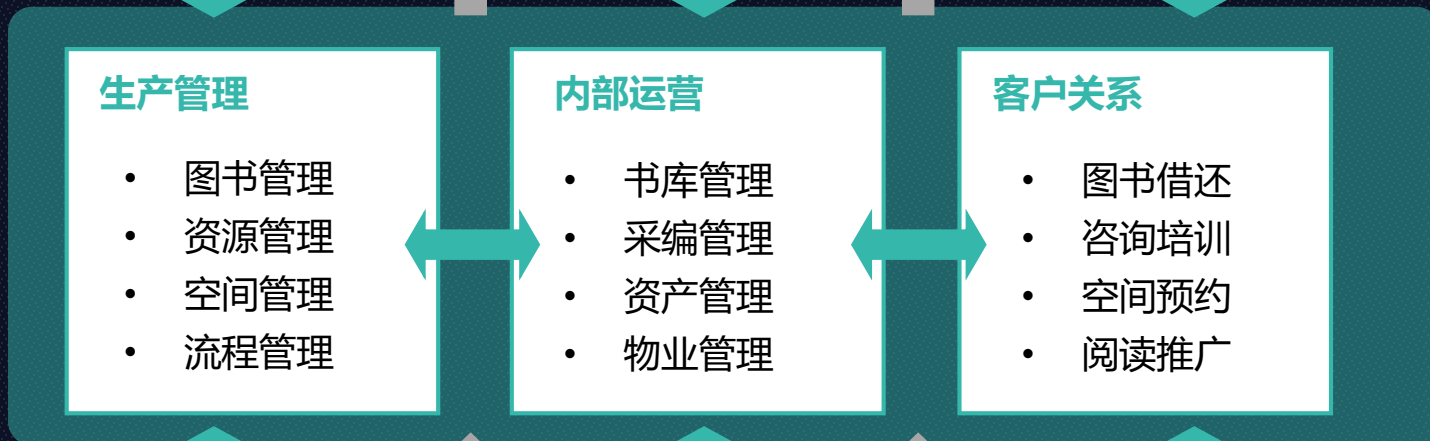 生产管理
• 图书管理
• 资源管理
• 空间管理
• 流程管理
内部运营
• 书库管理
• 采编管理
• 资产管理
• 物业管理
客户关系
• 图书借还
• 咨询培训
• 空间预约
• 阅读推广